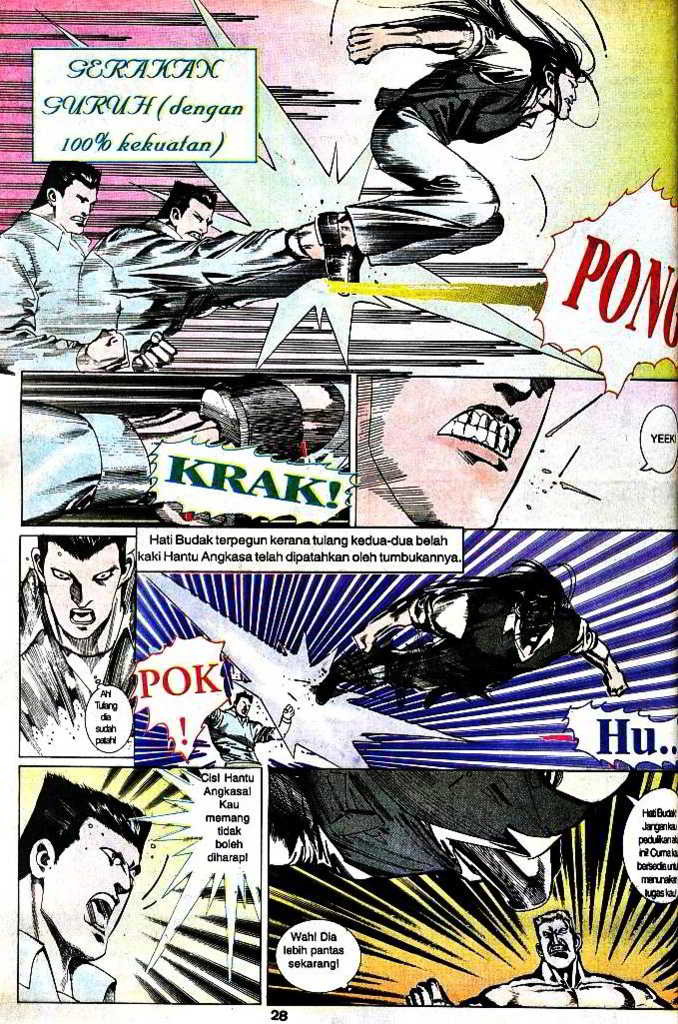 GERAKAN
GURUH (dengan
100% kekuatan)
PONG
KRAK!
YEEK!
Hati Budak terpegun kerana tulang kedua-dua belah
kaki Hantu Angkasa telah dipatahkan oleh tumbukannya.
Ah!
Tulang
dia
sudah
patah!
POK
!
Hu..
Cis! Hantu
Angkasa!
Kau
memang
tidak
boleh
diharap!
Wah! Dia
lebih pantas
sekarang!
Hati Budak
Jangan kau
pedulikan
ini! Cuma
bersedia
menunaikan
tugas kau!
28